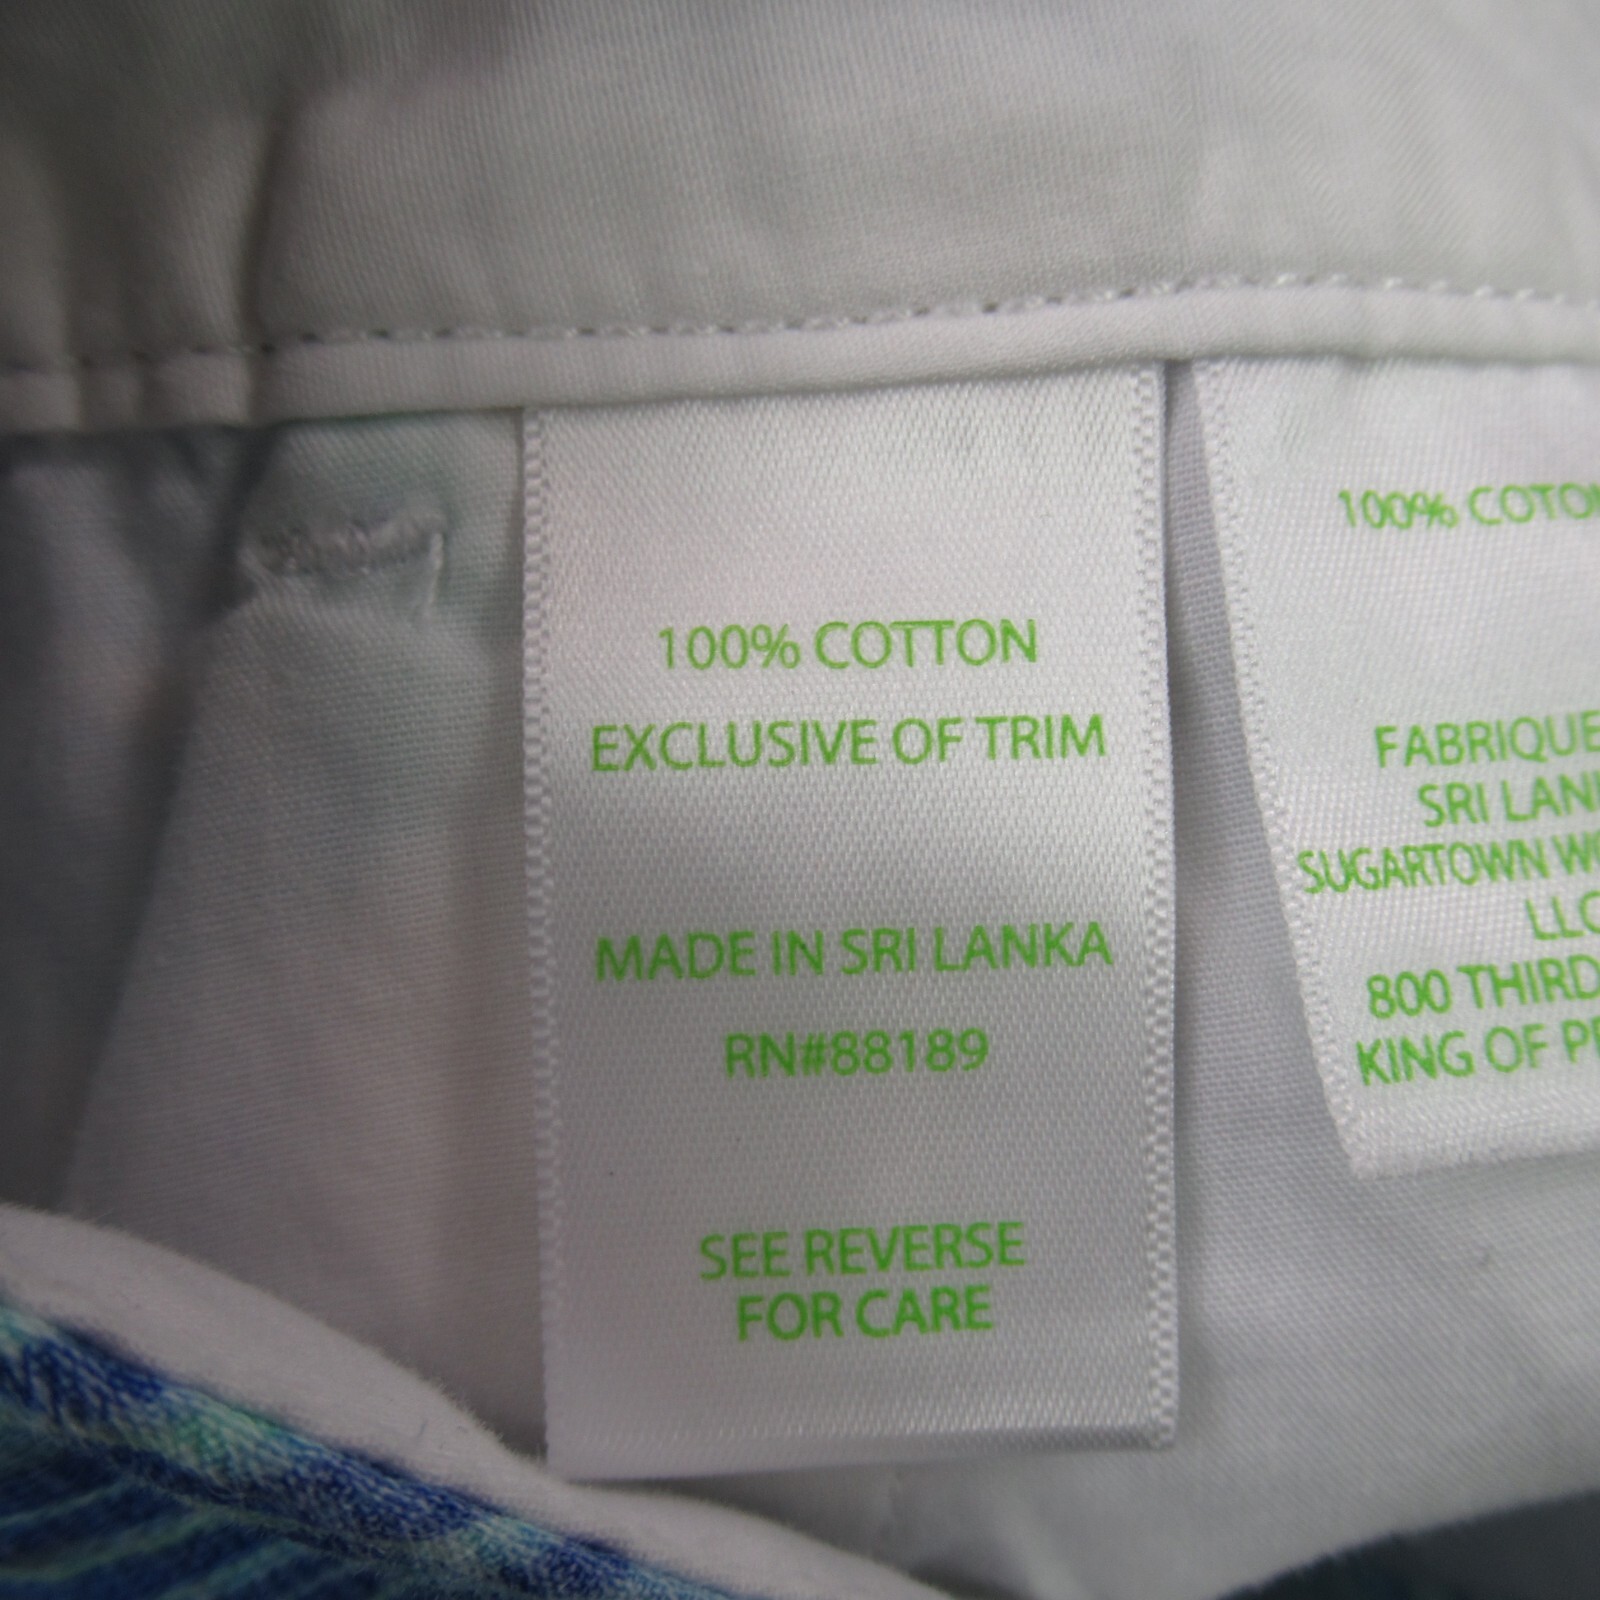 100% COTTON
EXCLUSIVE OF TRIM
MADE IN SRI LANKA
RN#88189
SEE REVERSE
FOR CARE
100% COTON
FABRIQUE
SRI LAN
SUGARTOWN
LLC
800 THIRD
KING OF